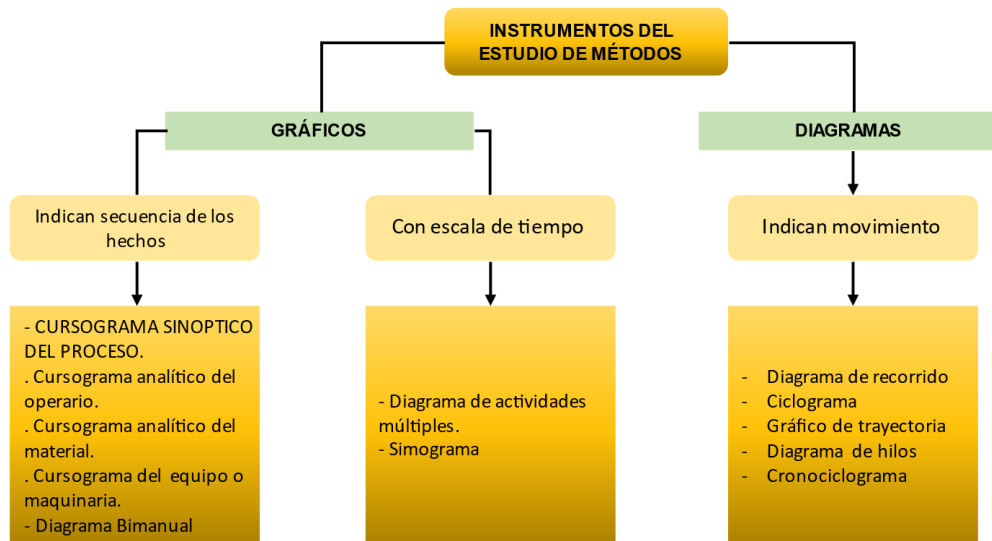 INSTRUMENTOS DEL
ESTUDIO DE MÉTODOS
GRÁFICOS
DIAGRAMAS
Indican secuencia de los
hechos
Con escala de tiempo
Indican movimiento
- CURSOGRAMA SINOPTICO
DEL PROCESO.
. Cursograma analítico del
operario.
. Cursograma analítico del
material.
. Cursograma del equipo o
maquinaria.
- Diagrama Bimanual
- Diagrama de actividades
múltiples.
- Simograma
- Diagrama de recorrido
- Ciclograma
- Gráfico de trayectoria
- Diagrama de hilos
- Cronociclograma